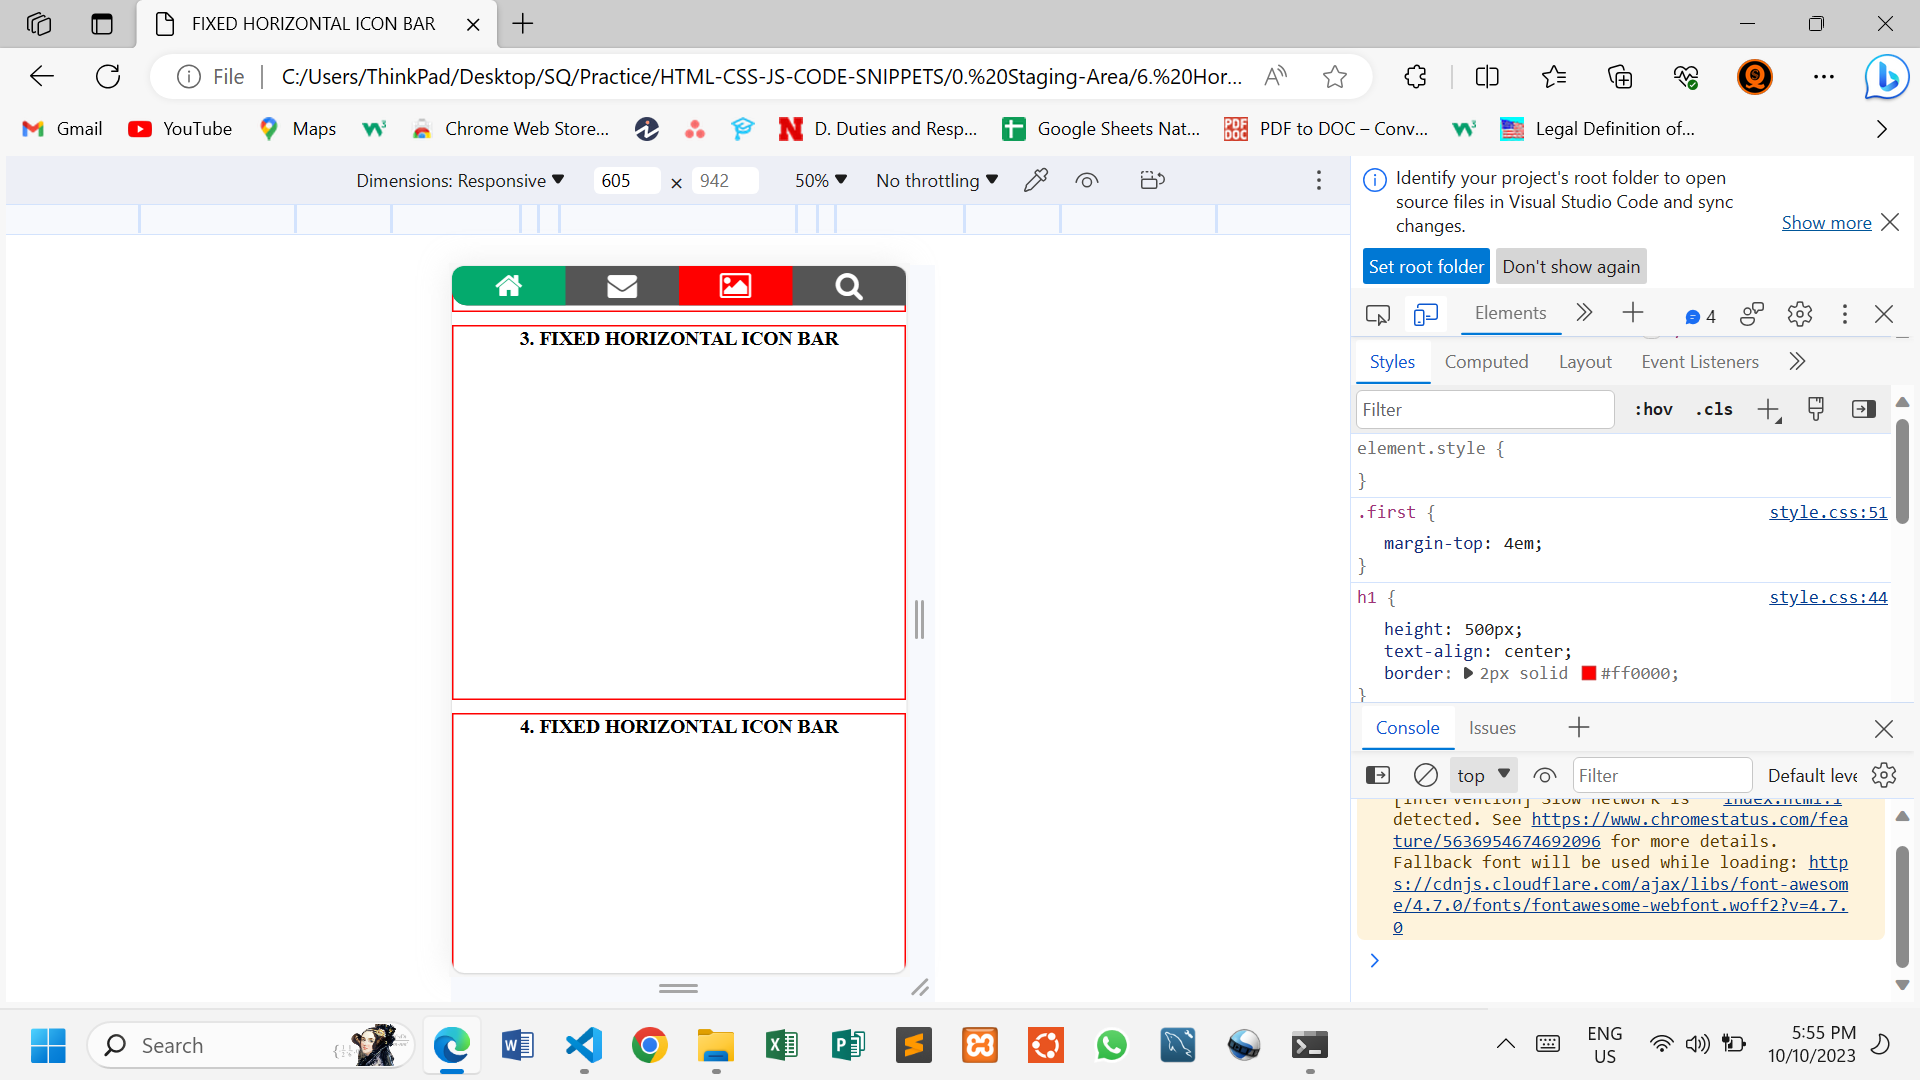 FIXED HORIZONTAL ICON BAR
File
C:/Users/ThinkPad/Desktop/SQ/Practice/HTML-CSS-JS-CODE-SNIPPETS/0.%20Staging-Area/6.%20Hor...
Gmail
YouTube
Maps
Chrome Web Store...
D. Duties and Resp...
Google Sheets Nat...
PDF to DOC – Conv...
Legal Definition of...
Dimensions: Responsive
605 × 942
50%
No throttling
3. FIXED HORIZONTAL ICON BAR
4. FIXED HORIZONTAL ICON BAR
Identify your project's root folder to open
source files in Visual Studio Code and sync
changes.
Show more
Set root folder
Don't show again
Elements
4
Styles
Computed
Layout
Event Listeners
Filter
:hov
.cls
element.style {
}
.first {
style.css:51
margin-top: 4em;
}
h1 {
style.css:44
height: 500px;
text-align: center;
border: 2px solid #ff0000;
}
Console
Issues
top
Filter
Default leve
[Intervention] Slow network is index.html:1
detected. See https://www.chromestatus.com/fea
ture/5636954674692096 for more details.
Fallback font will be used while loading: http
s://cdnjs.cloudflare.com/ajax/libs/font-awesom
e/4.7.0/fonts/fontawesome-webfont.woff2?v=4.7.
0
Search
ENG
US
5:55 PM
10/10/2023